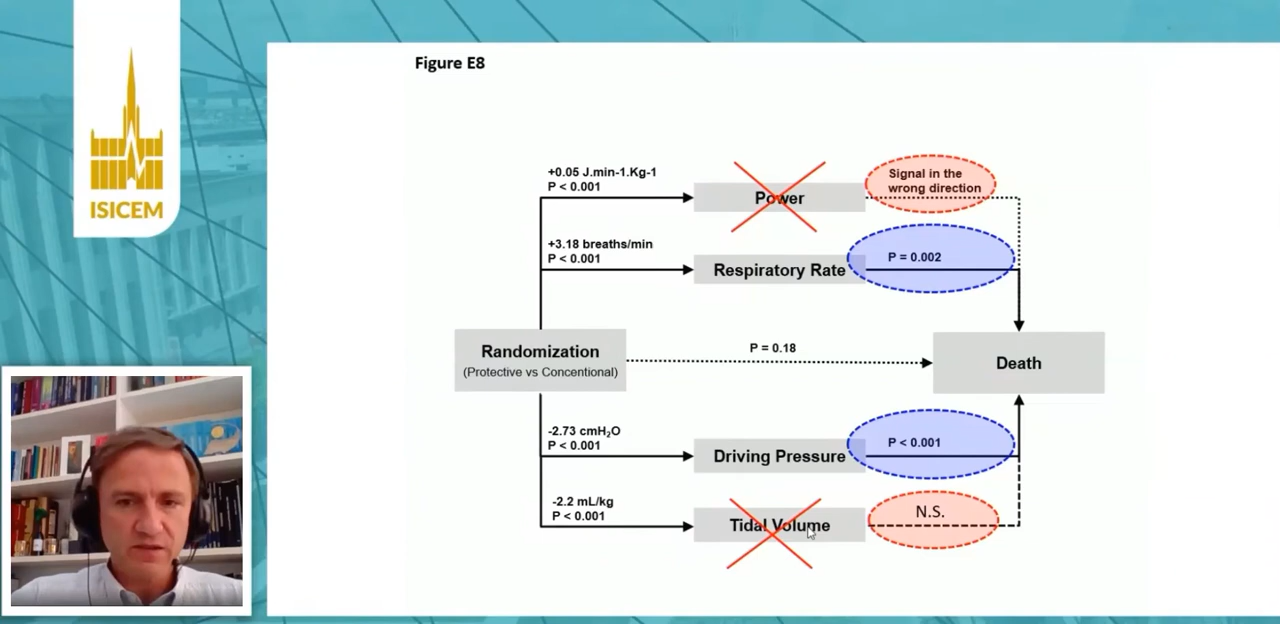 ISICEM
Figure E8
+0.05 J.min-1.Kg-1
P < 0.001
Power
Signal in the
wrong direction
+3.18 breaths/min
P < 0.001
Respiratory Rate
P = 0.002
Randomization
(Protective vs Concentional)
P = 0.18
Death
-2.73 cmH₂O
P < 0.001
Driving Pressure
P < 0.001
-2.2 mL/kg
P < 0.001
Tidal Volume
N.S.